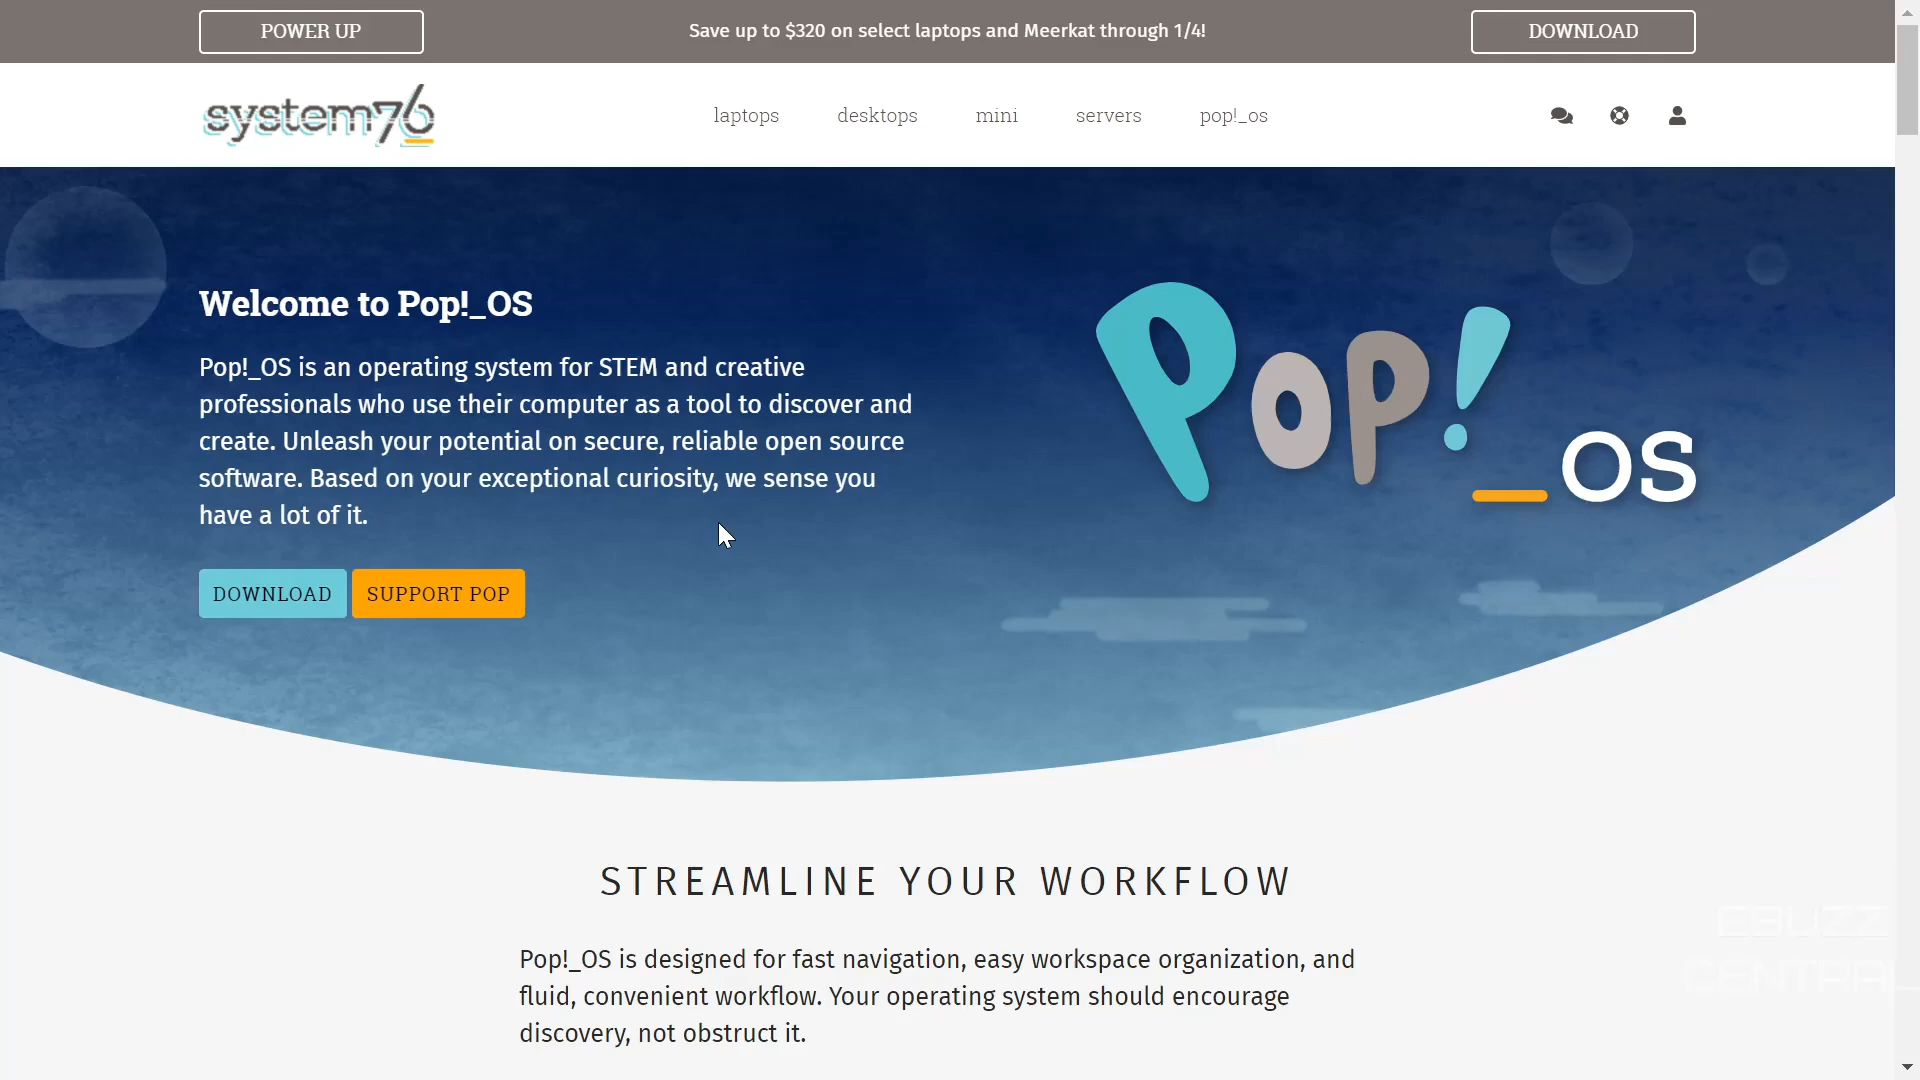 POWER UP
Save up to $320 on select laptops and Meerkat through 1/4!
DOWNLOAD
system76
laptops
desktops
mini
servers
pop!_os
Welcome to Pop!_OS
Pop!_OS is an operating system for STEM and creative
professionals who use their computer as a tool to discover and
create. Unleash your potential on secure, reliable open source
software. Based on your exceptional curiosity, we sense you
have a lot of it.
DOWNLOAD
SUPPORT POP
Pop!_OS
STREAMLINE YOUR WORKFLOW
Pop!_OS is designed for fast navigation, easy workspace organization, and
fluid, convenient workflow. Your operating system should encourage
discovery, not obstruct it.
EBUZZ
CENTRAL